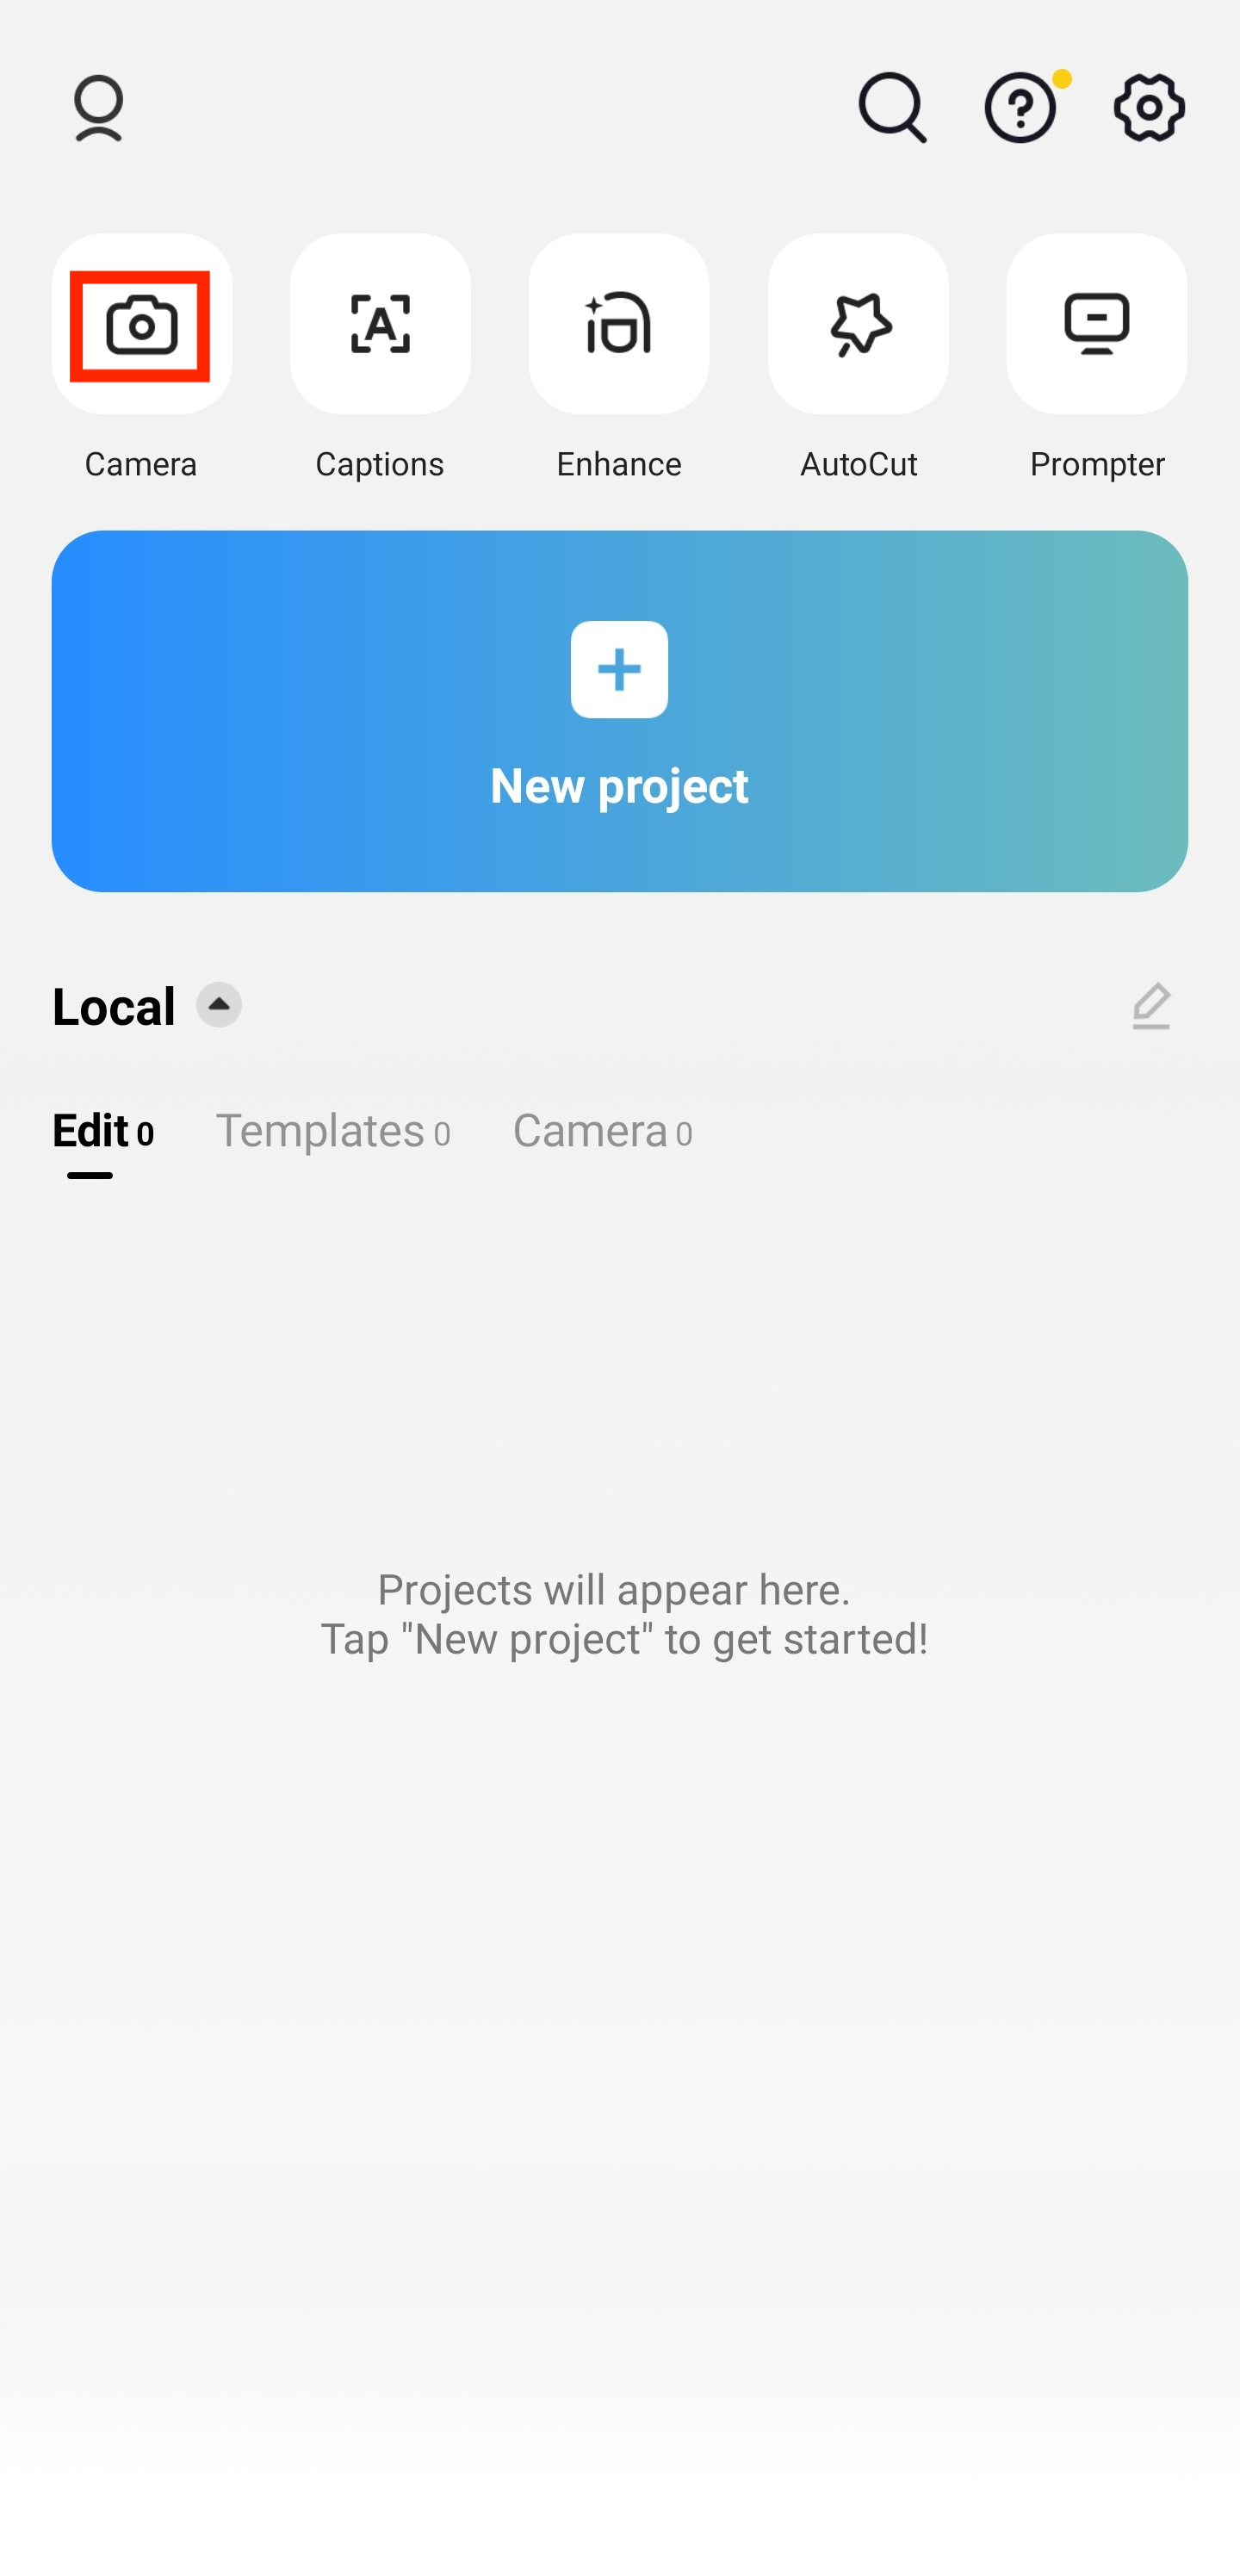 Camera
Captions
Enhance
AutoCut
Prompter
New project
Local
Edit 0
Templates 0
Camera 0
Projects will appear here.
Tap "New project" to get started!